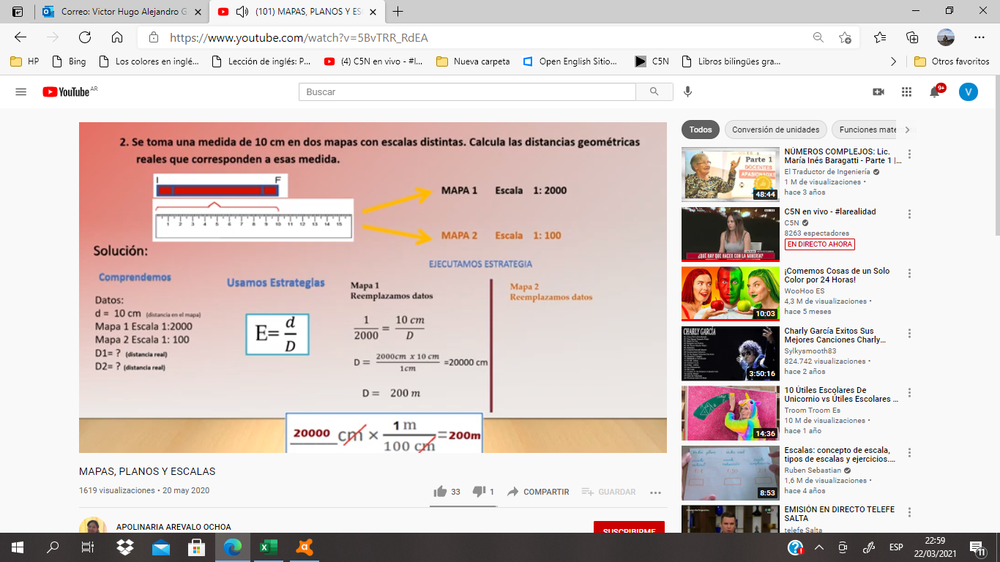 Correo: Victor Hugo Alejandro G
(101) MAPAS, PLANOS Y ES
https://www.youtube.com/watch?v=5BvTRR_RdEA
HP
Bing
Los colores en inglé...
Lección de inglés: P...
(4) C5N en vivo - #l...
Nueva carpeta
Open English Sitio...
C5N
Libros bilingües gra...
Otros favoritos
YouTube AR
Buscar
9+
V
2. Se toma una medida de 10 cm en dos mapas con escalas distintas. Calcula las distancias geométricas
reales que corresponden a esas medida.
I F
1 2 3 4 5 6 7 8 9 10 11 12 13 14 15
MAPA 1 Escala 1: 2000
MAPA 2 Escala 1: 100
Solución:
EJECUTAMOS ESTRATEGIA
Comprendemos
Datos:
d = 10 cm (distancia en el mapa)
Mapa 1 Escala 1:2000
Mapa 2 Escala 1: 100
D1= ? (distancia real)
D2= ? (distancia real)
Usamos Estrategias
E= d/D
Mapa 1
Reemplazamos datos
1/2000 = 10 cm/D
D = 2000cm x 10 cm/1cm =20000 cm
D = 200 m
Mapa 2
Reemplazamos datos
20000 cm × 1 m/100 cm =200m
MAPAS, PLANOS Y ESCALAS
1619 visualizaciones • 20 may 2020
33
1
COMPARTIR
GUARDAR
APOLINARIA AREVALO OCHOA
SUSCRIBIRME
Todos
Conversión de unidades
Funciones mate
Parte 1
DOCENTES
48:44
NÚMEROS COMPLEJOS: Lic.
María Inés Baragatti - Parte 1 |...
El Traductor de Ingeniería
1 M de visualizaciones •
hace 3 años
¿QUÉ HAY QUE HACER CON LA MINERÍA?
C5N en vivo - #larealidad
C5N
8263 espectadores
EN DIRECTO AHORA
10:03
¡Comemos Cosas de un Solo
Color por 24 Horas!
WooHoo ES
4,3 M de visualizaciones •
hace 5 meses
CHARLY GARCÍA
3:50:16
Charly García Exitos Sus
Mejores Canciones Charly...
Sylkysmooth83
824.742 visualizaciones •
hace 2 años
14:36
10 Útiles Escolares De
Unicornio vs Útiles Escolares ...
Troom Troom Es
10 M de visualizaciones •
hace 1 año
8:53
Escalas: concepto de escala,
tipos de escalas y ejercicios....
Ruben Sebastian
1,6 M de visualizaciones •
hace 4 años
EMISIÓN EN DIRECTO TELEFE
SALTA
telefe Salta
ESP
22:59
22/03/2021
11